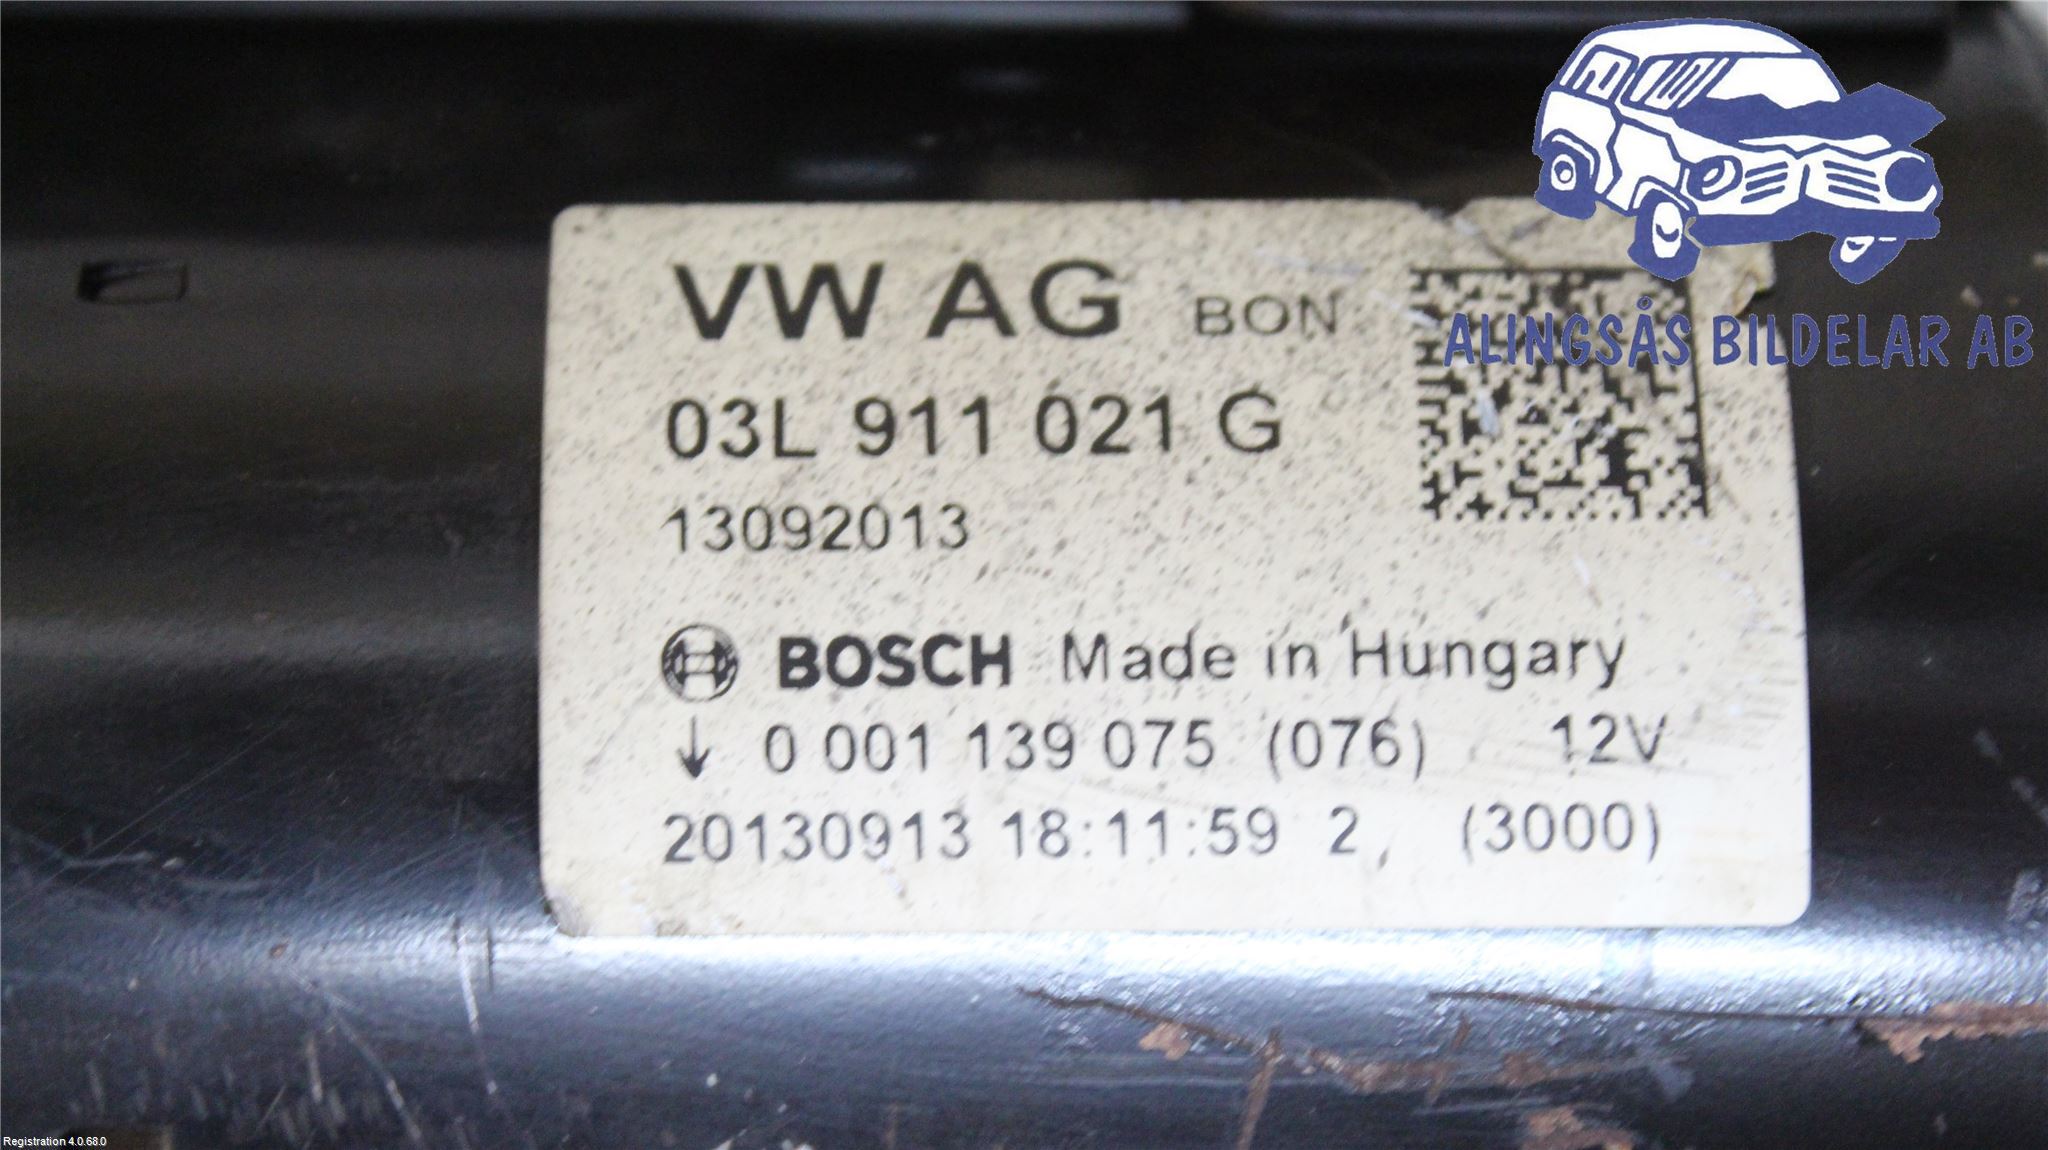 VW AG BON
03L 911 021 G
13092013
BOSCH Made in Hungary
↓ 0 001 139 075 (076) 12V
20130913 18:11:59 2 (3000)
ALINGSÅS BILDELAR AB
Registration 4.0.68.0